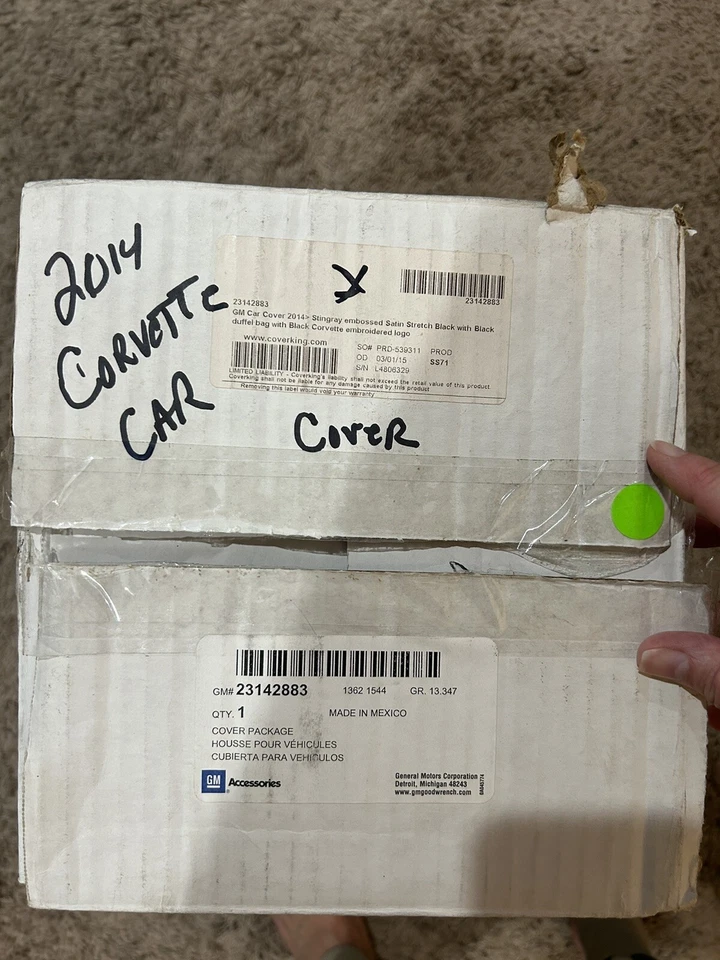 2014
CORVETTE
CAR
COVER
X
23142883
23142883
GM Car Cover 2014> Stingray embossed Satin Stretch Black with Black
duffel bag with Black Corvette embroidered logo
www.coverking.com
SO# PRD-539311 PROD
OD 03/01/15 SS71
S/N L4806329
LIMITED LIABILITY - Coverking's liability shall not exceed the retail value of this product
Coverking shall not be liable for any damage caused by this product
Removing this label would void your warranty
GM# 23142883 1362 1544 GR. 13.347
QTY. 1 MADE IN MEXICO
COVER PACKAGE
HOUSSE POUR VÉHICULES
CUBIERTA PARA VEHICULOS
GM Accessories
General Motors Corporation
Detroit, Michigan 48243
www.gmgoodwrench.com